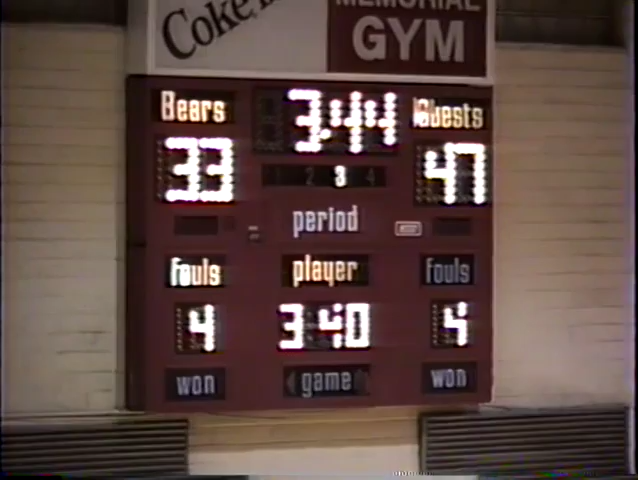 Coke
MEMORIAL
GYM
Bears 3:44 Guests
33 47
1 2 3 4
period
fouls player fouls
4 3 40 4
won game won